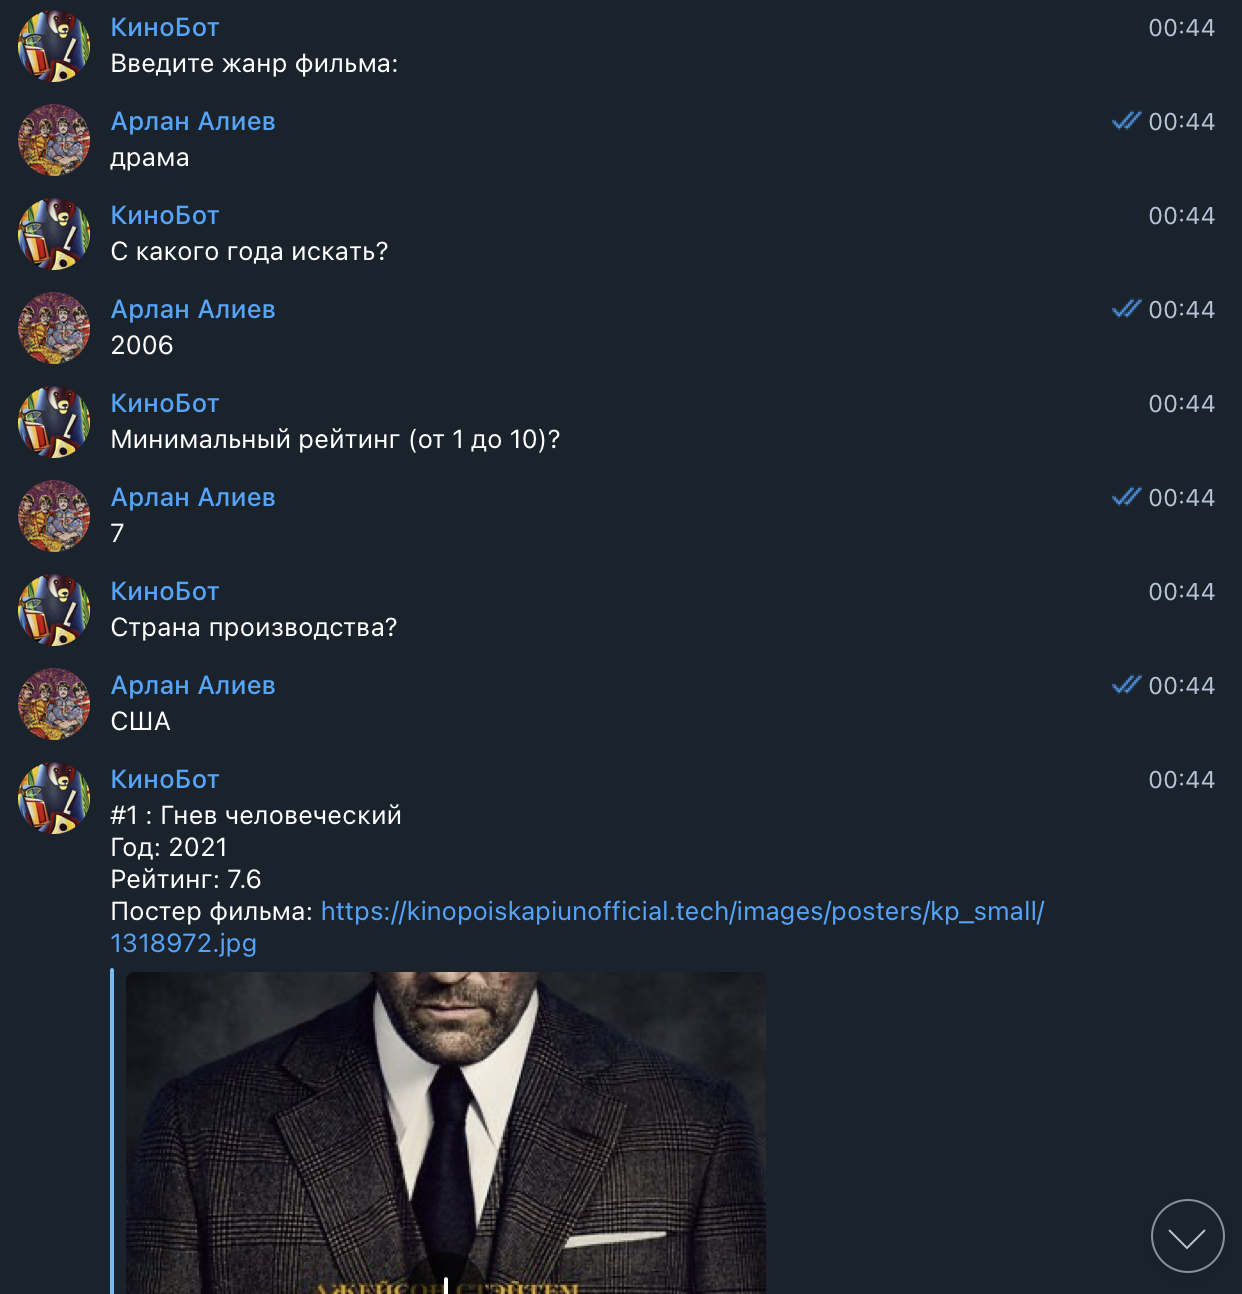 КиноБот 00:44
Введите жанр фильма:
Арлан Алиев 00:44
драма
КиноБот 00:44
С какого года искать?
Арлан Алиев 00:44
2006
КиноБот 00:44
Минимальный рейтинг (от 1 до 10)?
Арлан Алиев 00:44
7
КиноБот 00:44
Страна производства?
Арлан Алиев 00:44
США
КиноБот 00:44
#1 : Гнев человеческий
Год: 2021
Рейтинг: 7.6
Постер фильма: https://kinopoiskapiunofficial.tech/images/posters/kp_small/
1318972.jpg
ДЖЕЙСОН СТЭЙТЕМ